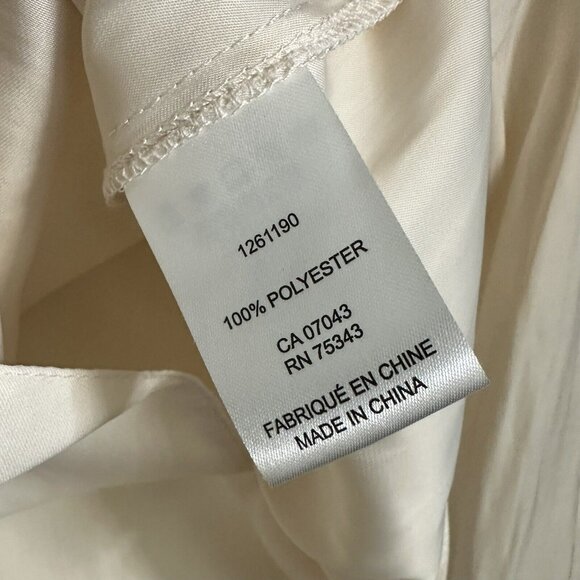 1261190
100% POLYESTER
CA 07043
RN 75343
FABRIQUÉ EN CHINE
MADE IN CHINA